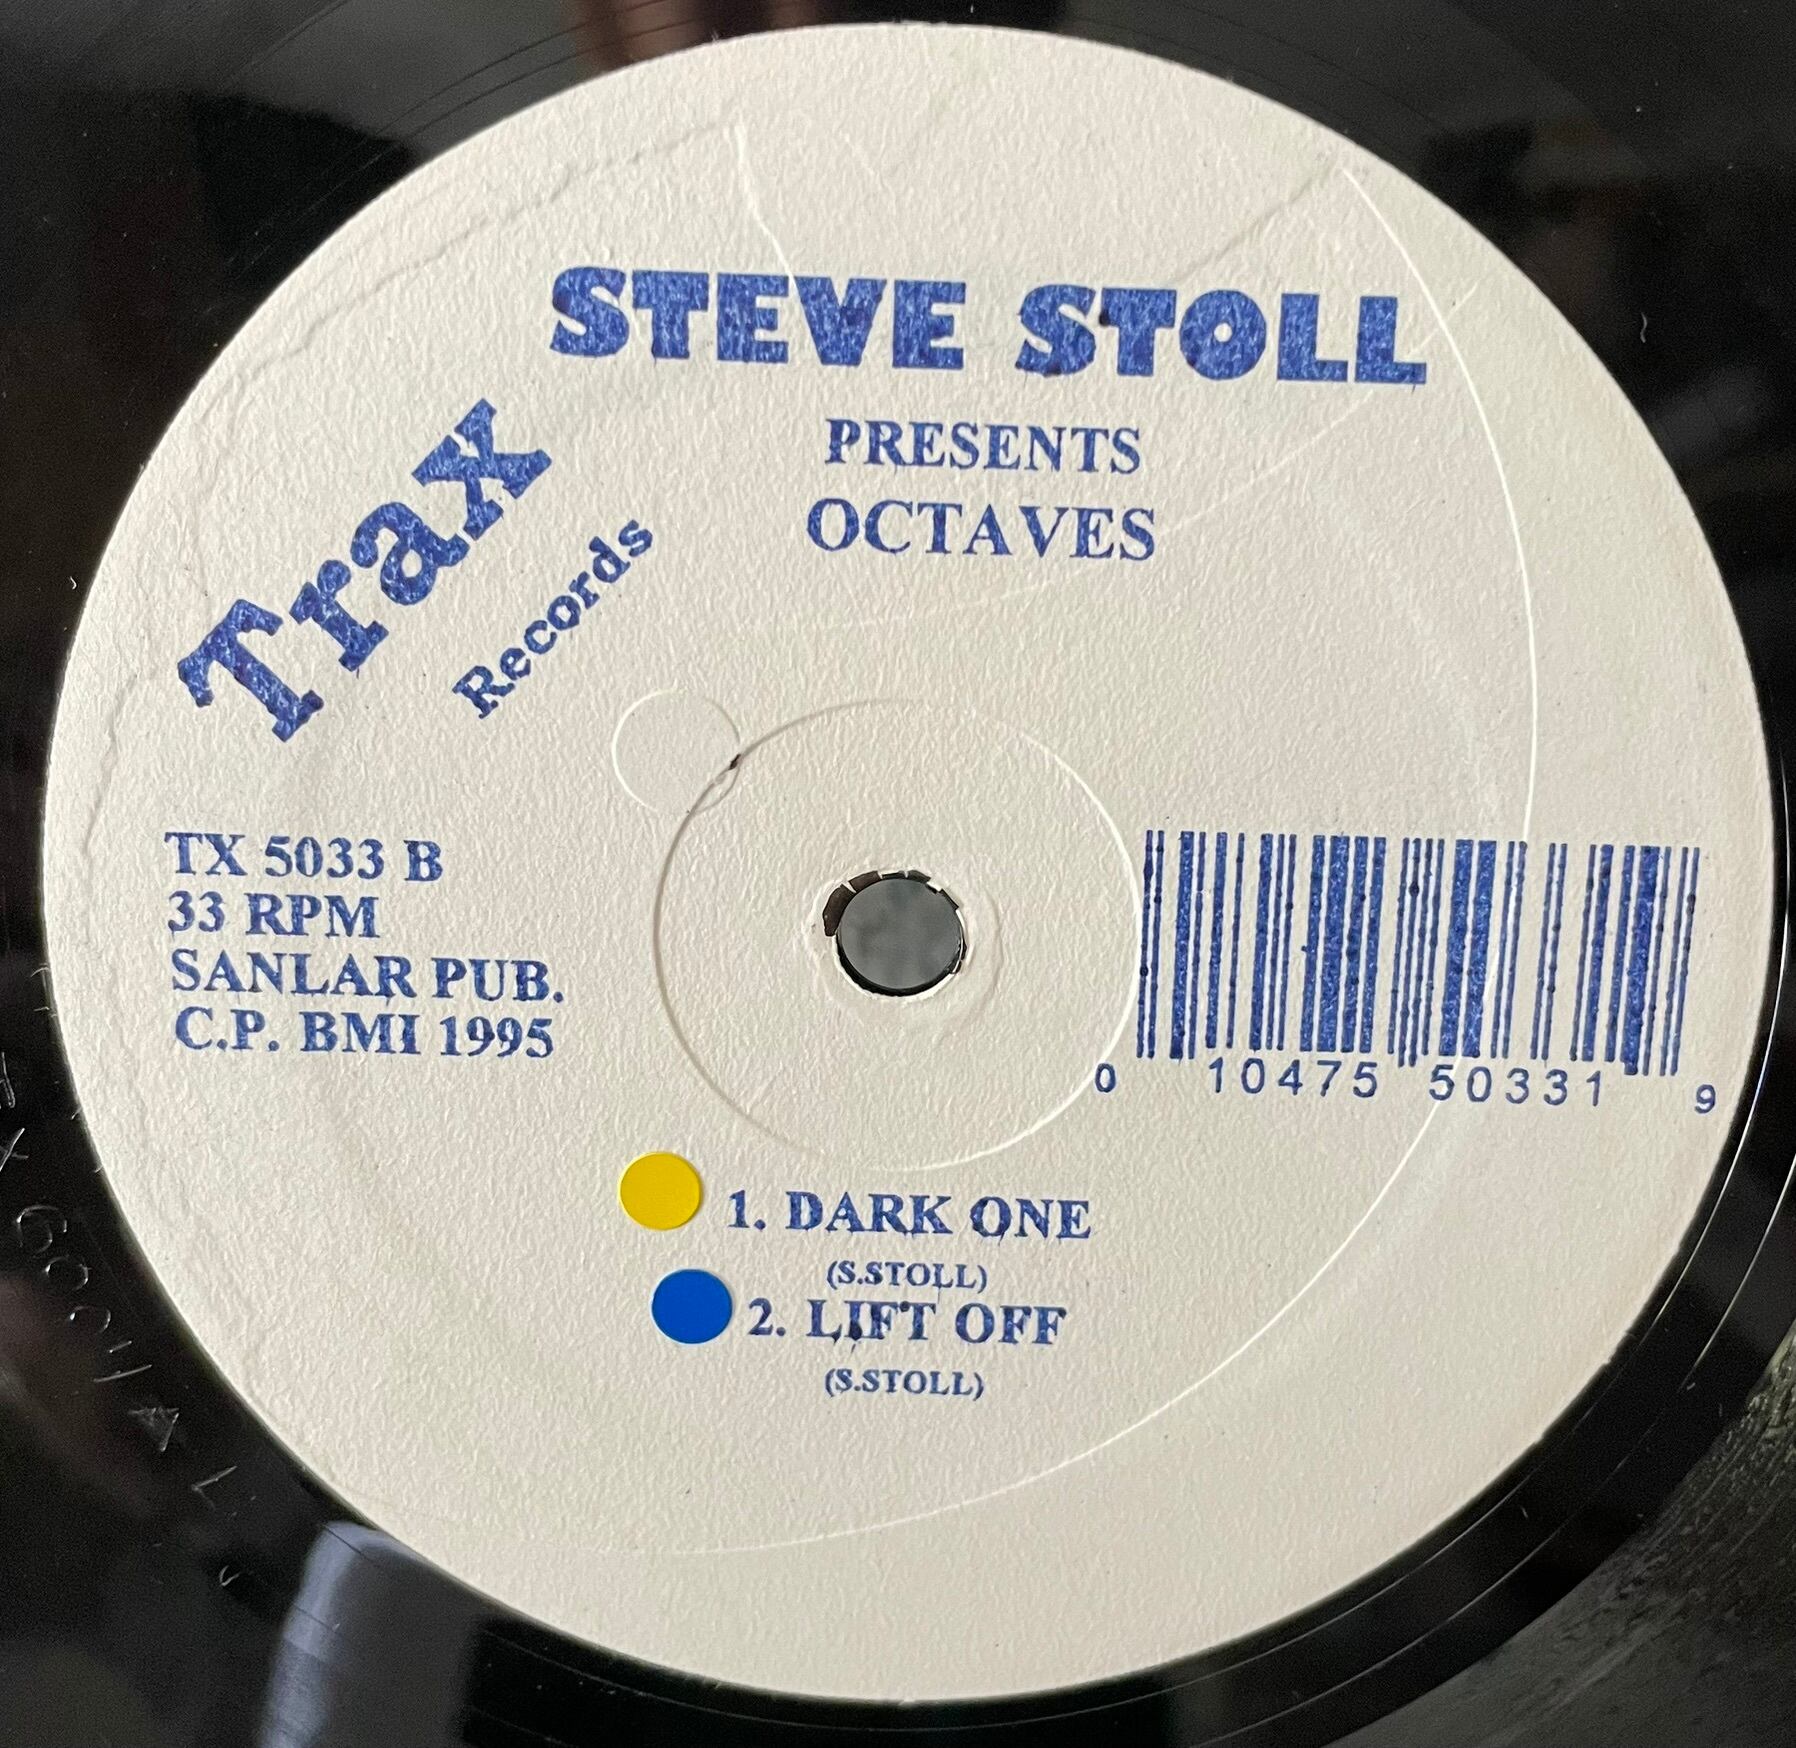 STEVE STOLL
PRESENTS
OCTAVES
Trax
Records
TX 5033 B
33 RPM
SANLAR PUB.
C.P. BMI 1995
0 10475 50331 9
1. DARK ONE
(S.STOLL)
2. LIFT OFF
(S.STOLL)